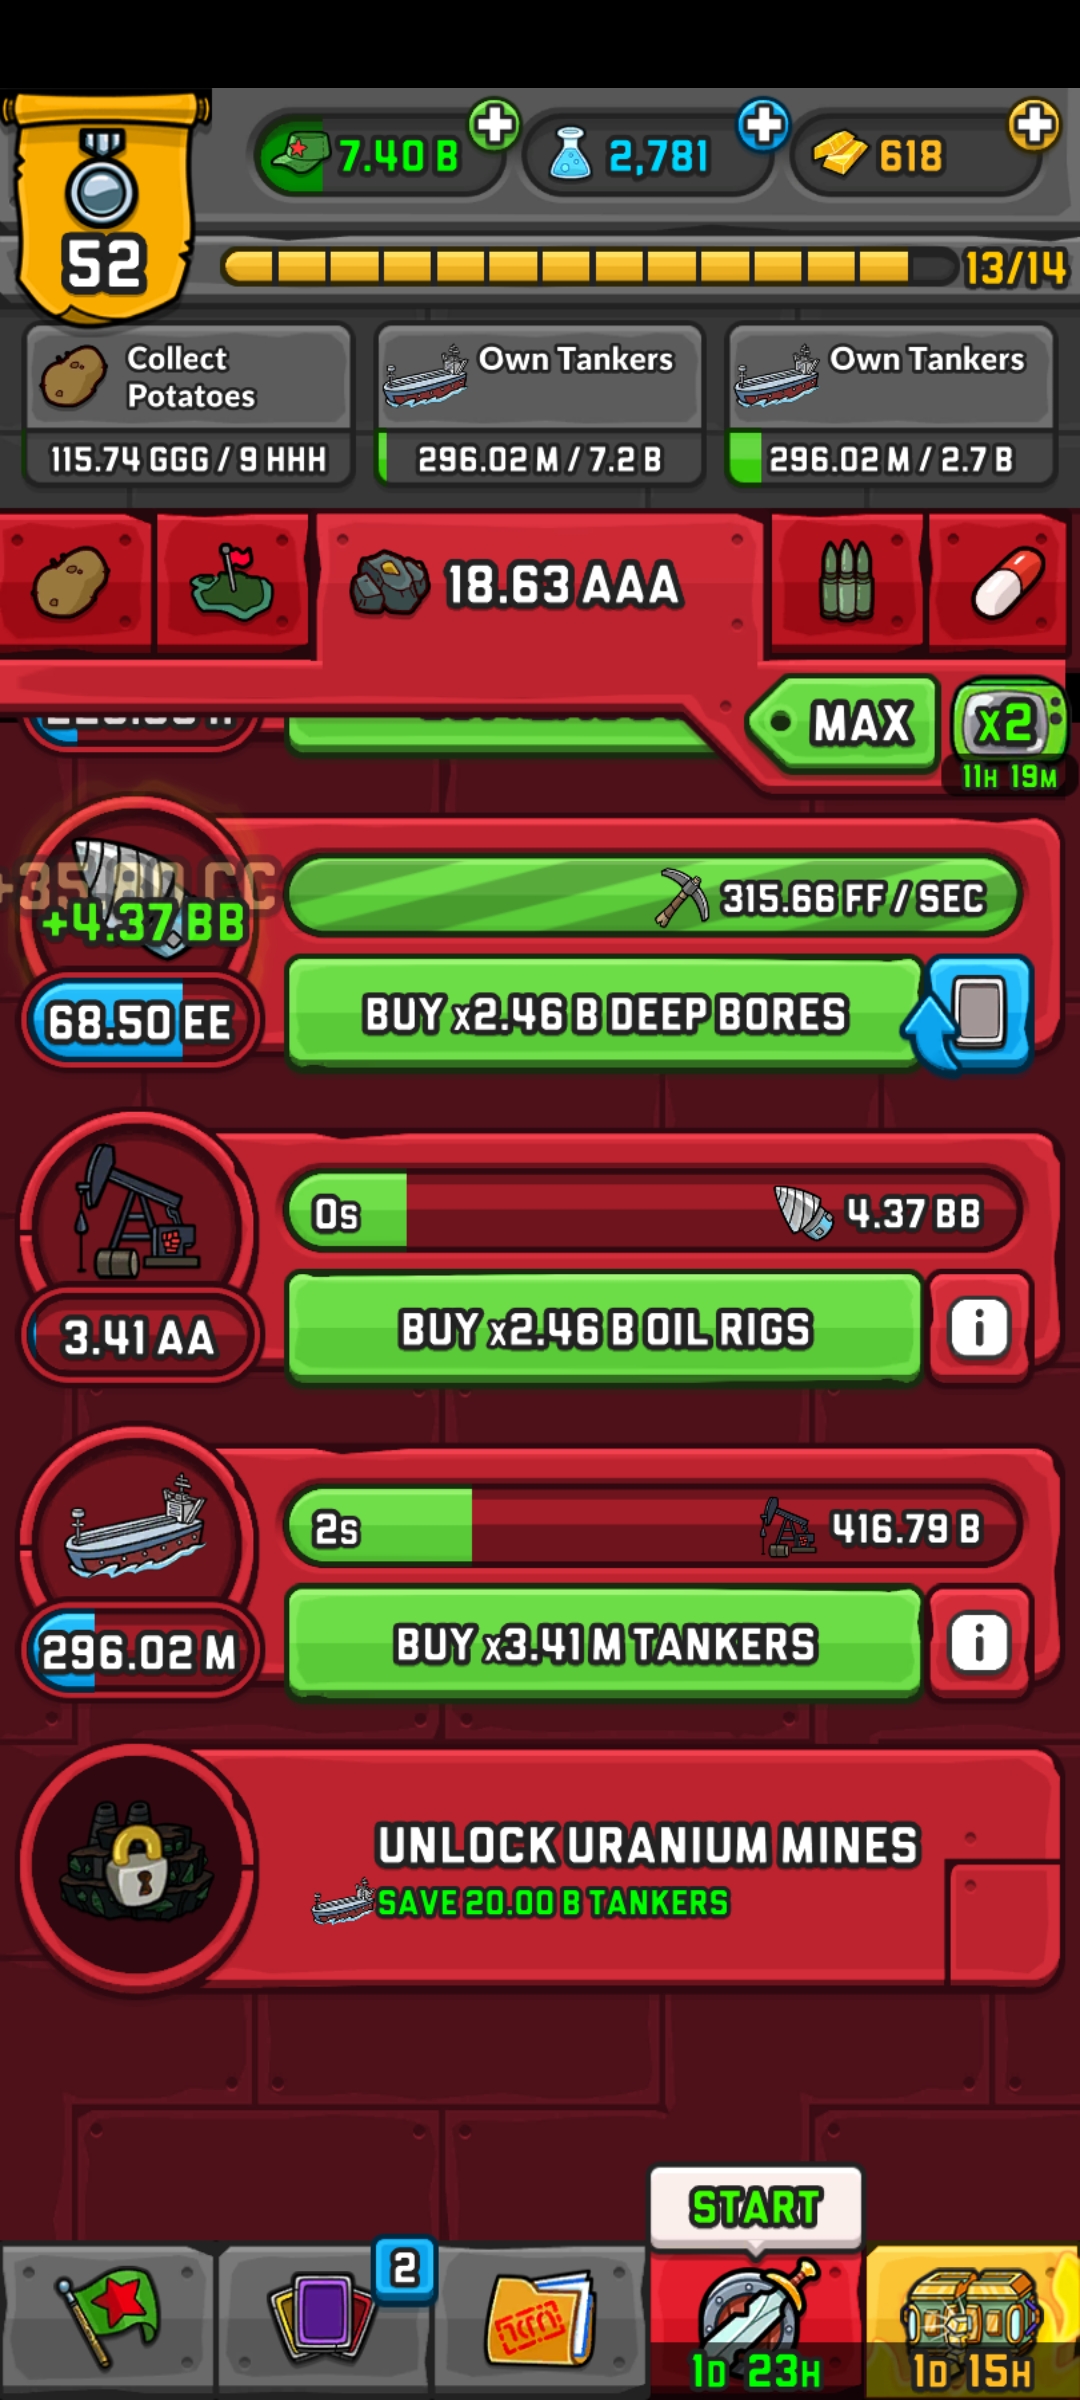 7.40 B
2,781
618
52
13/14
Collect
Potatoes
115.74 GGG / 9 HHH
Own Tankers
296.02 M / 7.2 B
Own Tankers
296.02 M / 2.7 B
18.63 AAA
MAX
x2
11H 19M
+4.37 BB
315.66 FF / SEC
68.50 EE
BUY x2.46 B DEEP BORES
0s
4.37 BB
3.41 AA
BUY x2.46 B OIL RIGS
i
2s
416.79 B
296.02 M
BUY x3.41 M TANKERS
i
UNLOCK URANIUM MINES
SAVE 20.00 B TANKERS
START
2
1D 23H
1D 15H